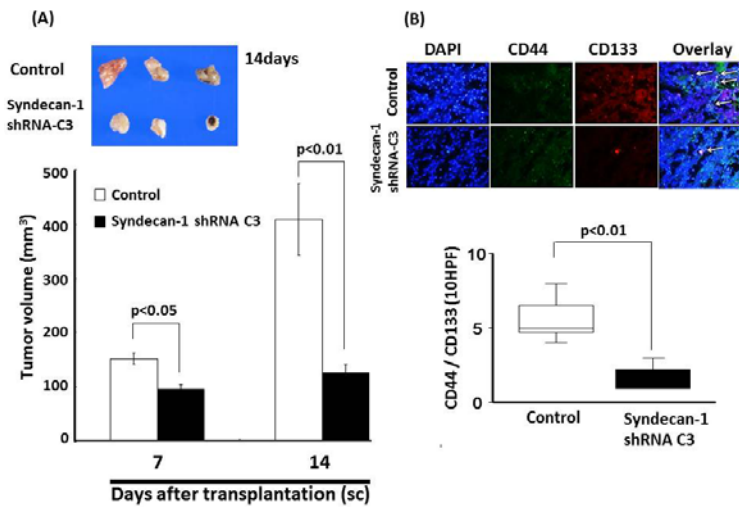 (A)
14days
Control
Syndecan-1
shRNA-C3
500
400
300
200
100
0
Tumor volume (mm³)
Control
Syndecan-1 shRNA C3
p<0.05
p<0.01
7
14
Days after transplantation (sc)
(B)
DAPI
CD44
CD133
Overlay
Control
Syndecan-1
shRNA-C3
p<0.01
10
5
0
CD44 / CD133 (10HPF)
Control
Syndecan-1
shRNA C3